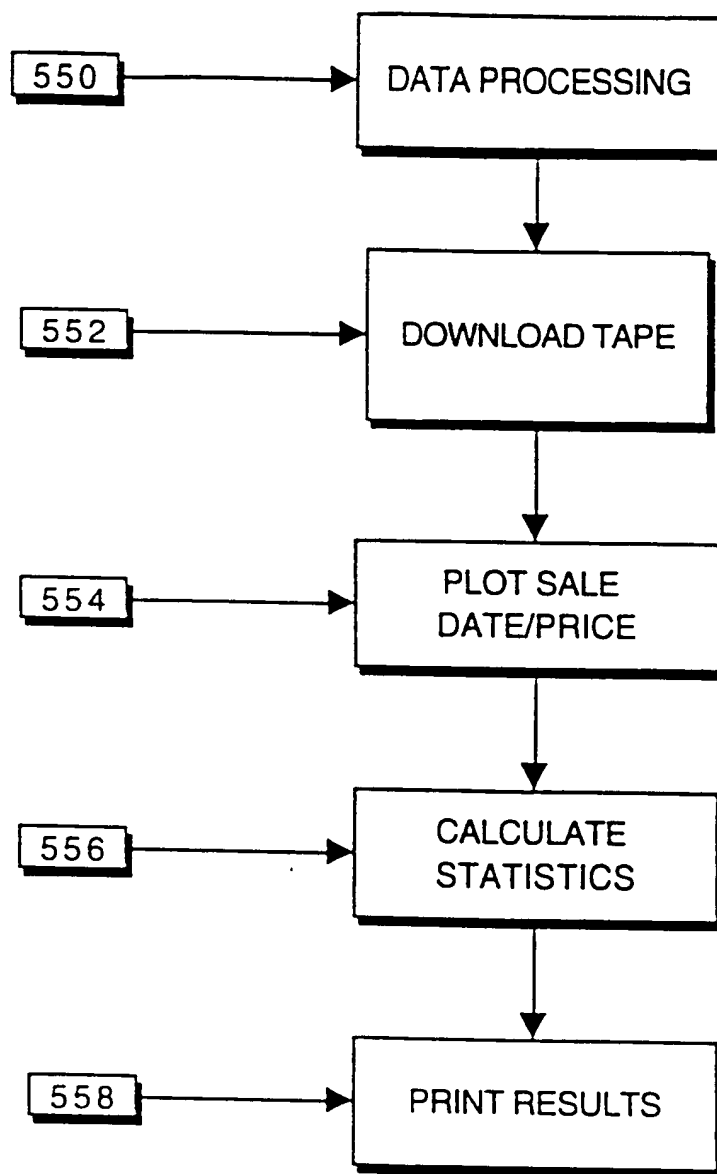 550
DATA PROCESSING
552
DOWNLOAD TAPE
554
PLOT SALE
DATE/PRICE
556
CALCULATE
STATISTICS
558
PRINT RESULTS